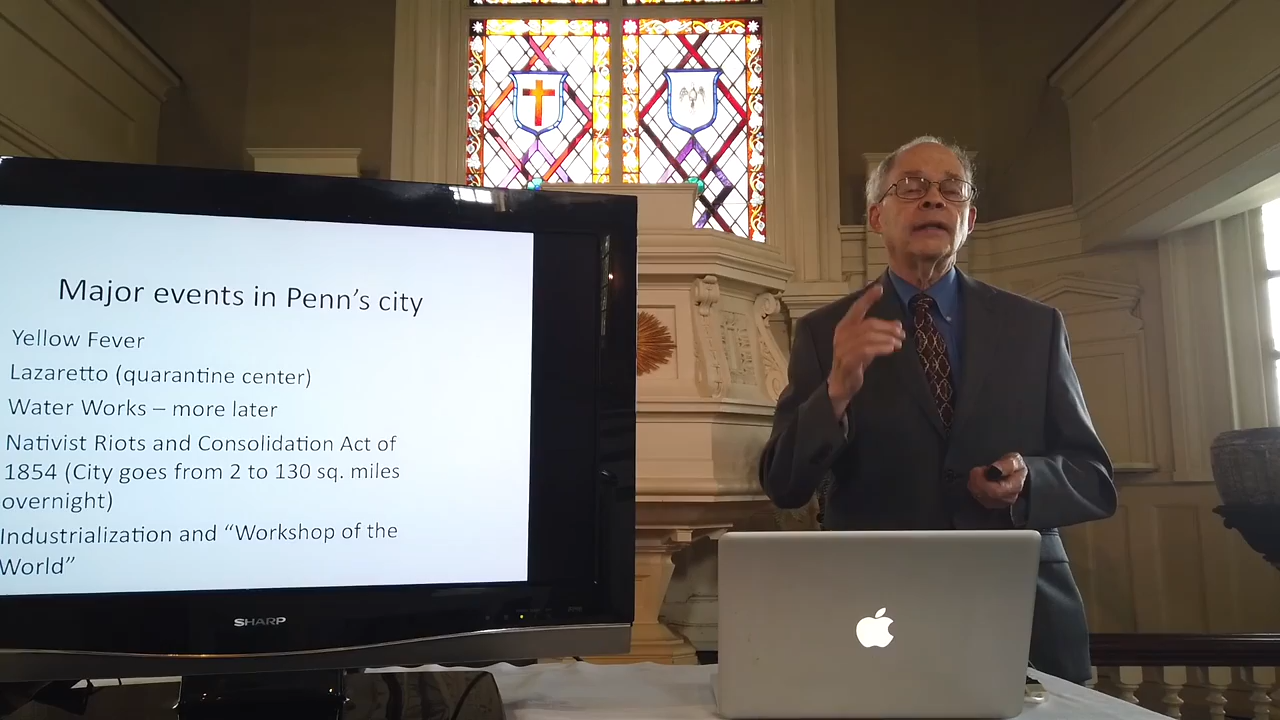 Major events in Penn's city
Yellow Fever
Lazaretto (quarantine center)
Water Works – more later
Nativist Riots and Consolidation Act of
1854 (City goes from 2 to 130 sq. miles
overnight)
Industrialization and “Workshop of the
World”
SHARP